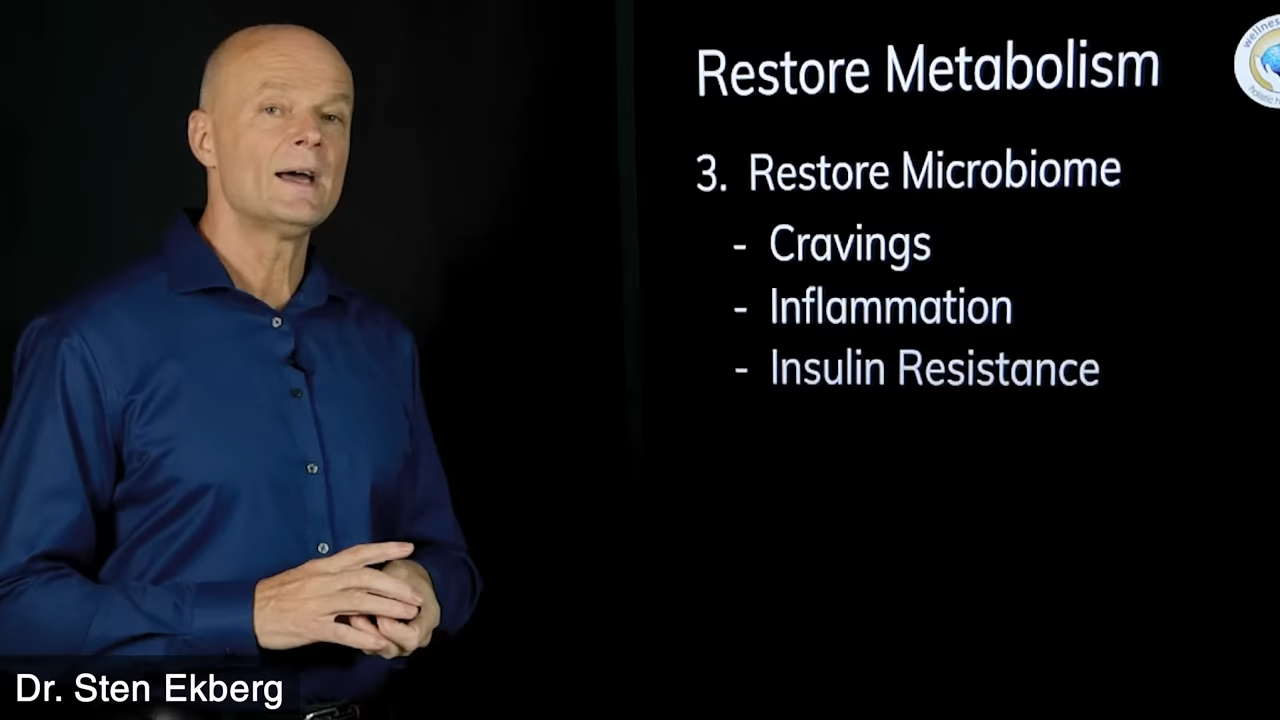 Restore Metabolism
3. Restore Microbiome
- Cravings
- Inflammation
- Insulin Resistance
Dr. Sten Ekberg